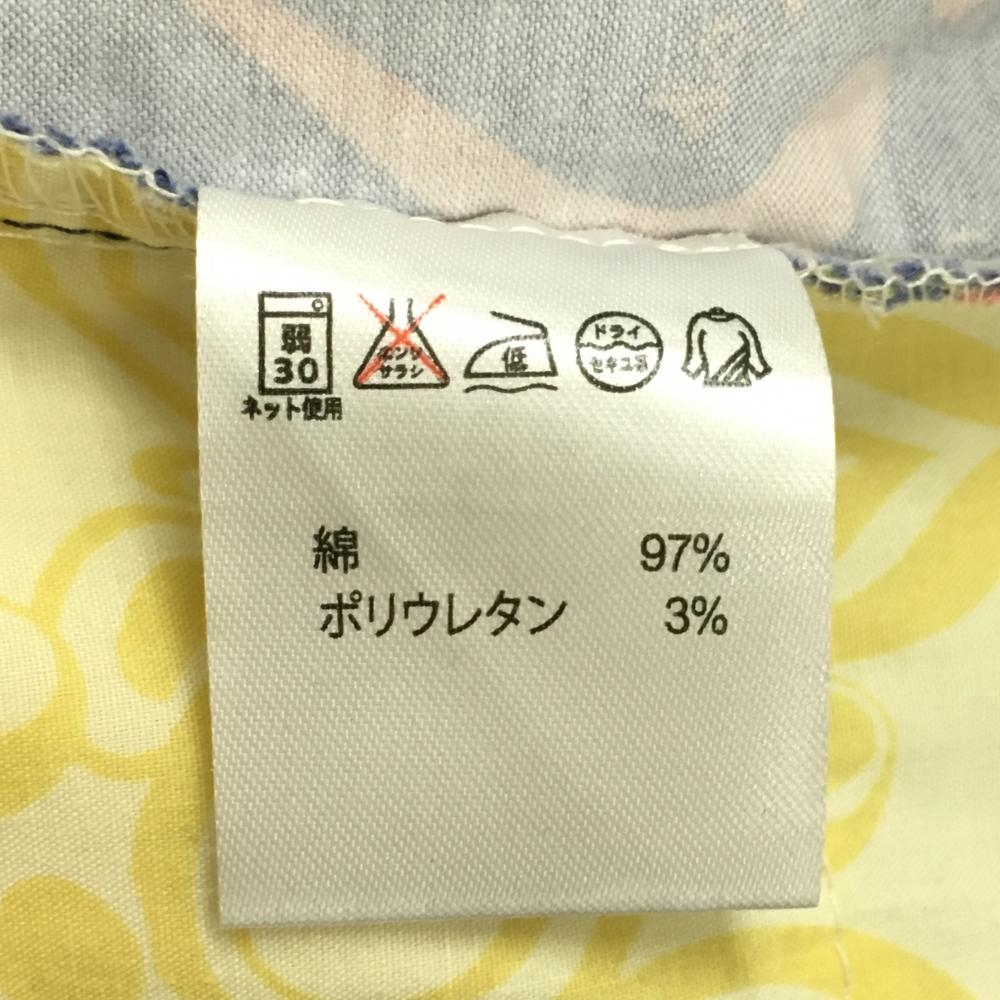 弱
30
ネット使用
エンソ
サラシ
低
ドライ
セキユ系
綿 97%
ポリウレタン 3%